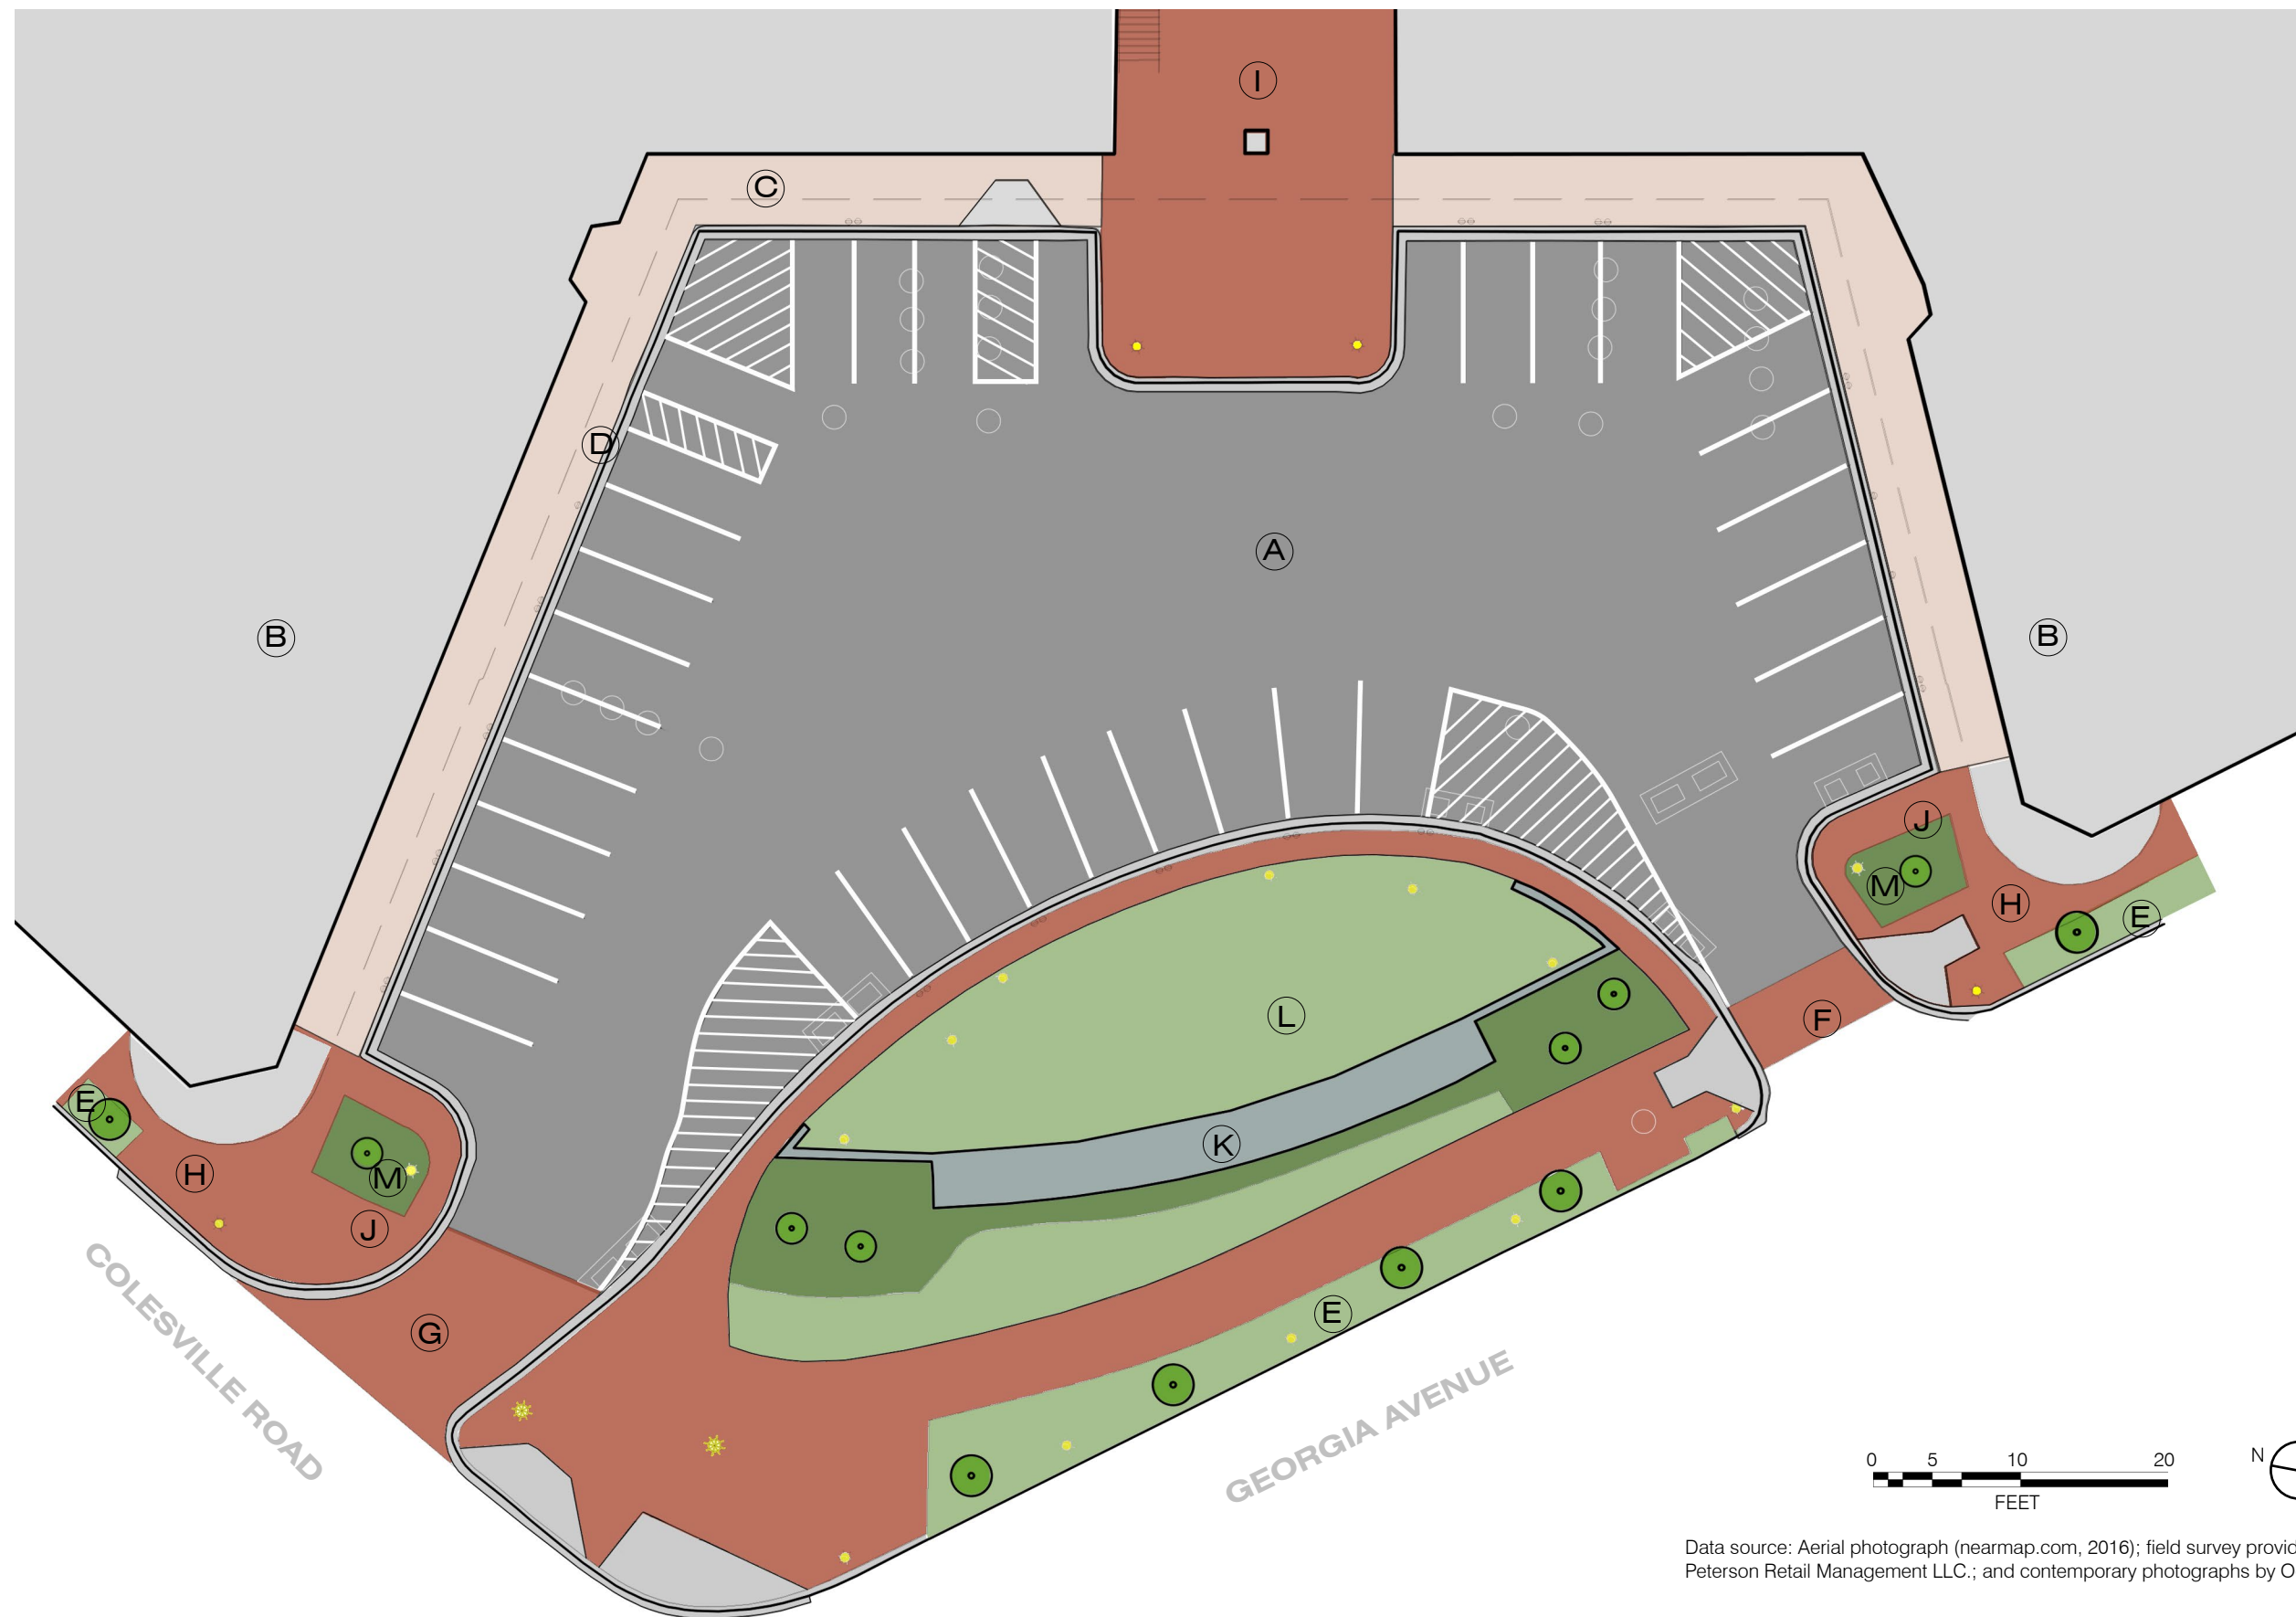 I
C
D
A
B
B
J
M
H
E
L
F
K
E
H
M
J
G
E
COLESVILLE ROAD
GEORGIA AVENUE
0 5 10 20
FEET
N
Data source: Aerial photograph (nearmap.com, 2016); field survey
Peterson Retail Management LLC.; and contemporary photographs by